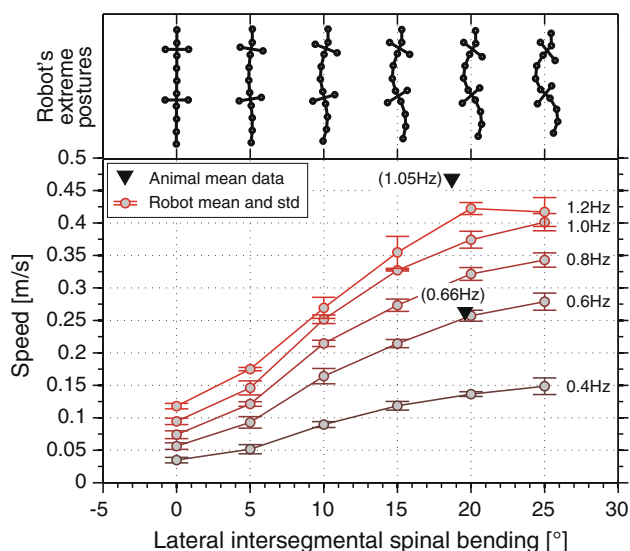 Robot's
extreme
postures
0.5
0.45
0.4
0.35
0.3
0.25
0.2
0.15
0.1
0.05
0
Speed [m/s]
Animal mean data
Robot mean and std
(1.05Hz)
(0.66Hz)
1.2Hz
1.0Hz
0.8Hz
0.6Hz
0.4Hz
-5 0 5 10 15 20 25 30
Lateral intersegmental spinal bending [°]